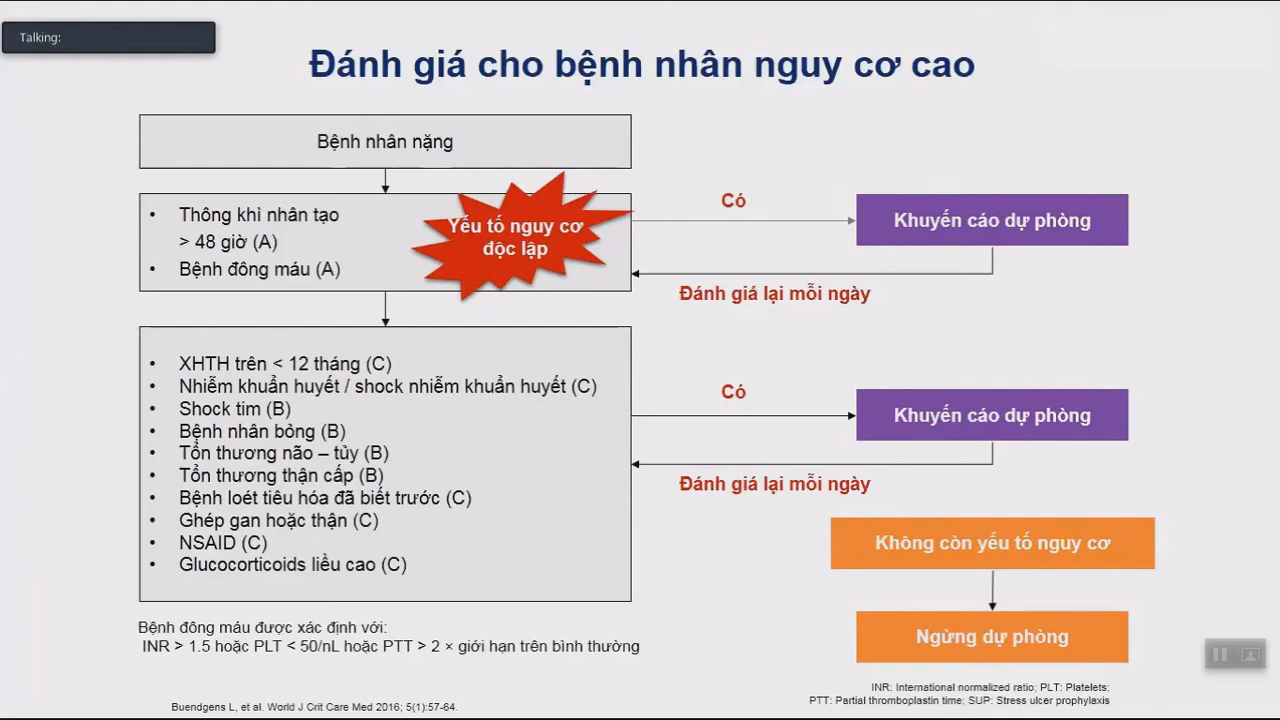 Talking:
Đánh giá cho bệnh nhân nguy cơ cao
Bệnh nhân nặng
• Thông khì nhân tạo
> 48 giờ (A)
• Bệnh đông máu (A)
Yếu tố nguy cơ
độc lập
Có
Khuyến cáo dự phòng
Đánh giá lại mỗi ngày
• XHTH trên < 12 tháng (C)
• Nhiễm khuẩn huyết / shock nhiễm khuẩn huyết (C)
• Shock tim (B)
• Bệnh nhân bỏng (B)
• Tổn thương não – tủy (B)
• Tổn thương thận cấp (B)
• Bệnh loét tiêu hóa đã biết trước (C)
• Ghép gan hoặc thận (C)
• NSAID (C)
• Glucocorticoids liều cao (C)
Có
Khuyến cáo dự phòng
Đánh giá lại mỗi ngày
Không còn yếu tố nguy cơ
Ngừng dự phòng
Bệnh đông máu được xác định với:
INR > 1.5 hoặc PLT < 50/nL hoặc PTT > 2 × giới hạn trên bình thường
INR: International normalized ratio; PLT: Platelets;
PTT: Partial thromboplastin time; SUP: Stress ulcer prophylaxis
Buendgens L, et al. World J Crit Care Med 2016; 5(1):57-64.